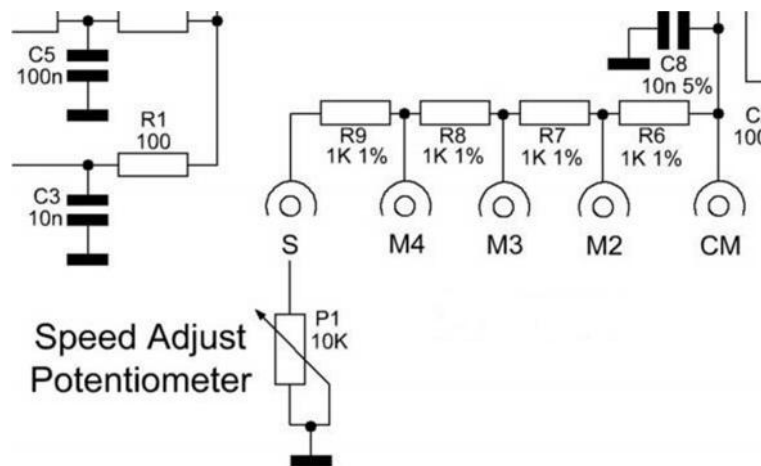 C5
100n
R1
100
C3
10n
C8
10n 5%
C
100
R9
1K 1%
R8
1K 1%
R7
1K 1%
R6
1K 1%
S
M4
M3
M2
CM
P1
10K
Speed Adjust
Potentiometer